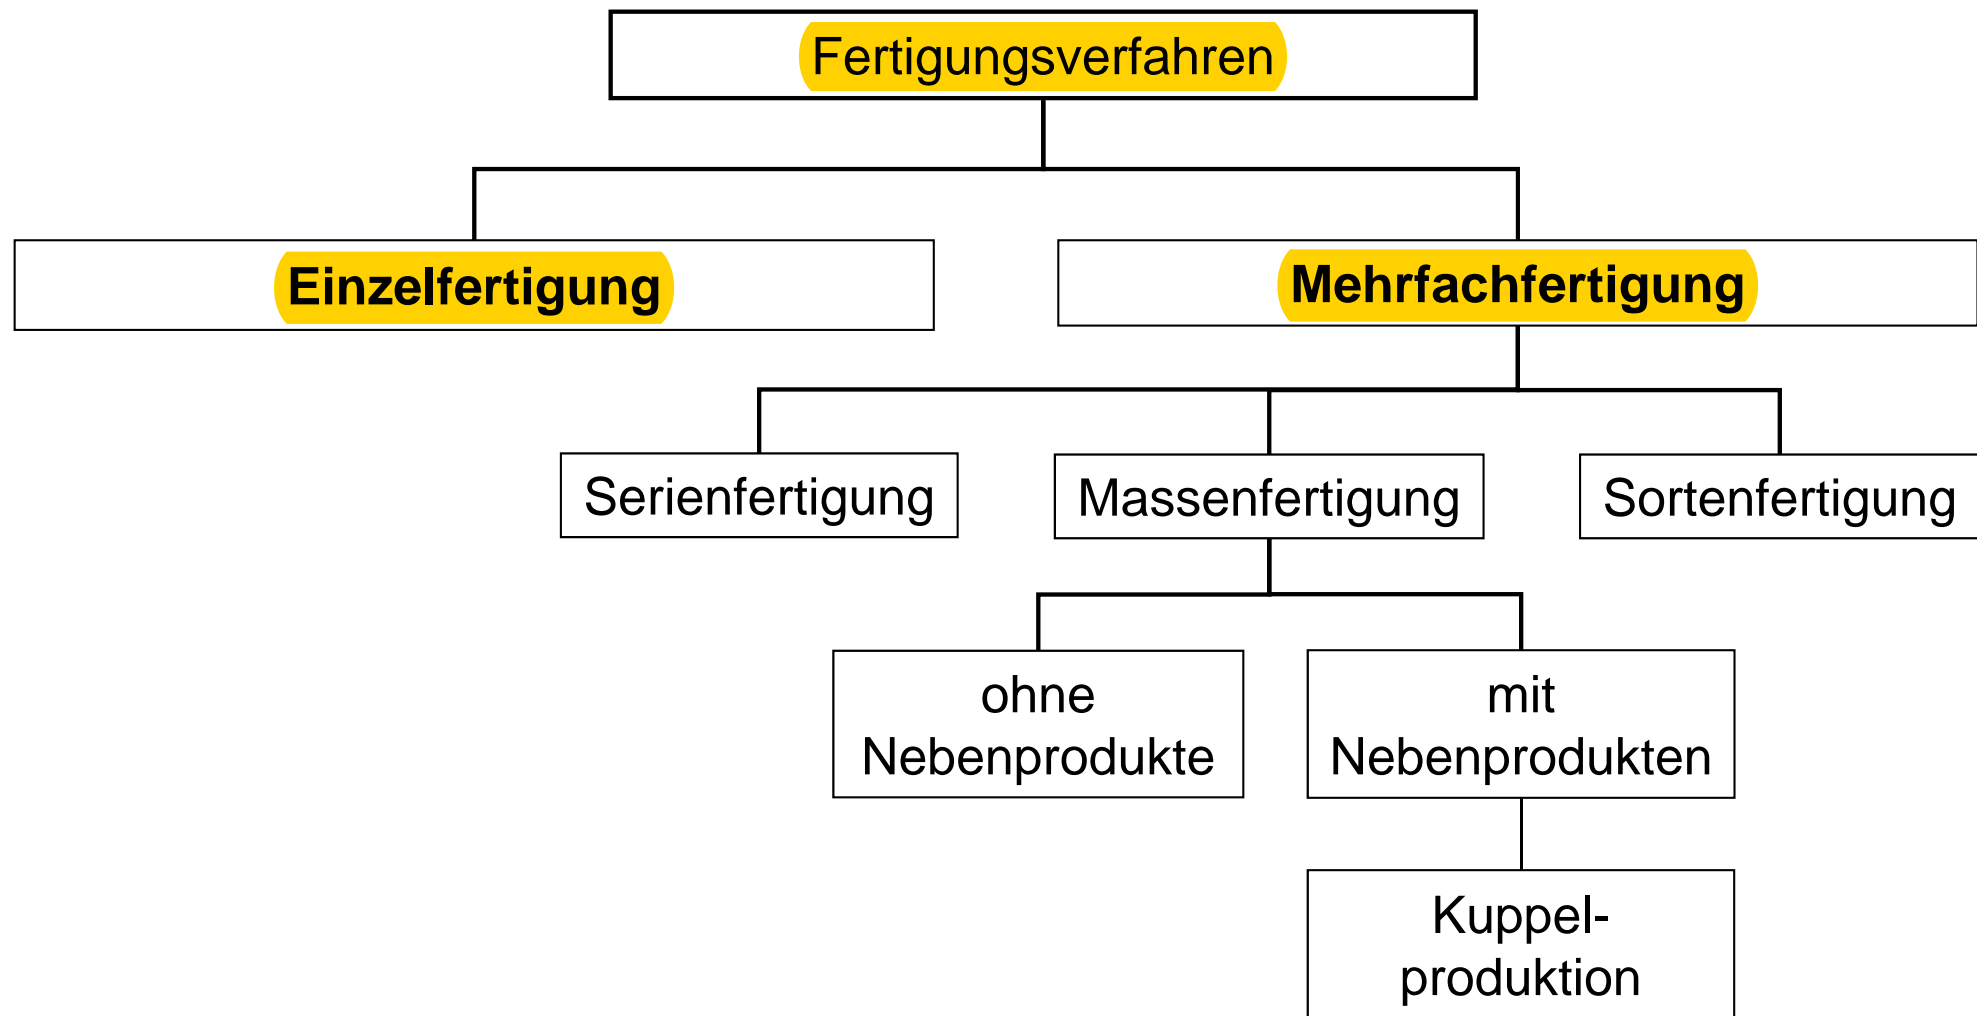 Fertigungsverfahren
Einzelfertigung
Mehrfachfertigung
Serienfertigung
Massenfertigung
Sortenfertigung
ohne
Nebenprodukte
mit
Nebenprodukten
Kuppel-
produktion